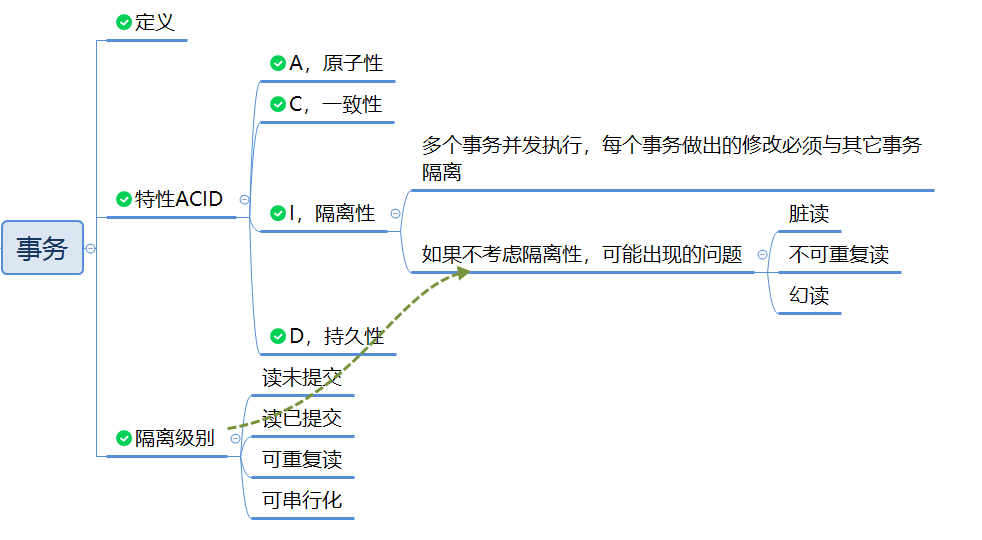 事务
定义
特性ACID
A，原子性
C，一致性
I，隔离性
多个事务并发执行，每个事务做出的修改必须与其它事务
隔离
如果不考虑隔离性，可能出现的问题
脏读
不可重复读
幻读
D，持久性
隔离级别
读未提交
读已提交
可重复读
可串行化